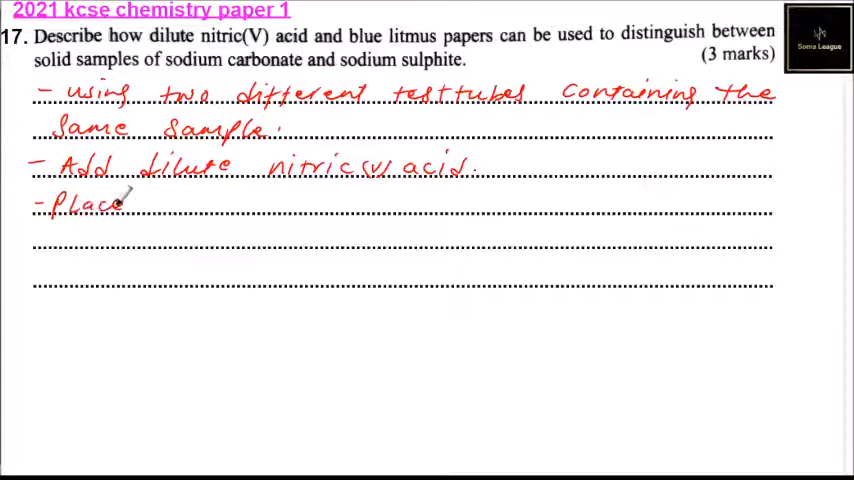 2021 kcse chemistry paper 1
17. Describe how dilute nitric(V) acid and blue litmus papers can be used to distinguish between
solid samples of sodium carbonate and sodium sulphite. (3 marks)
Soma League
- using two different testtubes containing the
same sample.
- Add dilute nitric(v) acid.
- Place